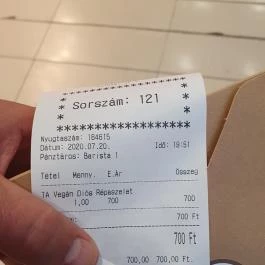 ********************
* Sorszám: 121 *
********************
Nyugtaszám: 184615
Dátum: 2020.07.20. Idő: 18:51
Pénztáros: Barista 1
Tétel Menny. E.Ár Összeg
TA Vegán Diós Répaszelet
1,00 700 700
700 Ft
700 Ft
700,00 700,00 Ft.